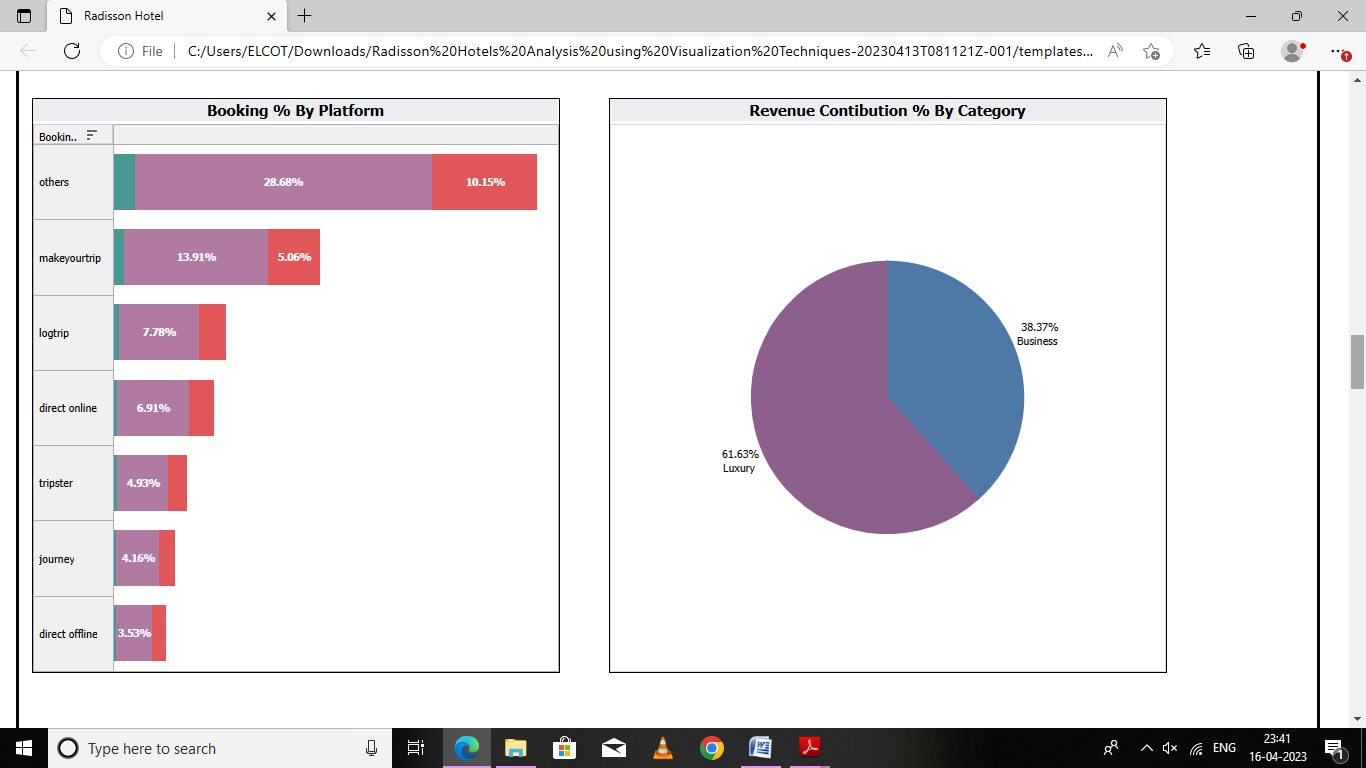 Radisson Hotel
File
C:/Users/ELCOT/Downloads/Radisson%20Hotels%20Analysis%20using%20Visualization%20Techniques-20230413T081121Z-001/templates...
Booking % By Platform
Bookin..
others
28.68%
10.15%
makeyourtrip
13.91%
5.06%
logtrip
7.78%
direct online
6.91%
tripster
4.93%
journey
4.16%
direct offline
3.53%
Revenue Contibution % By Category
38.37%
Business
61.63%
Luxury
Type here to search
ENG
23:41
16-04-2023
1